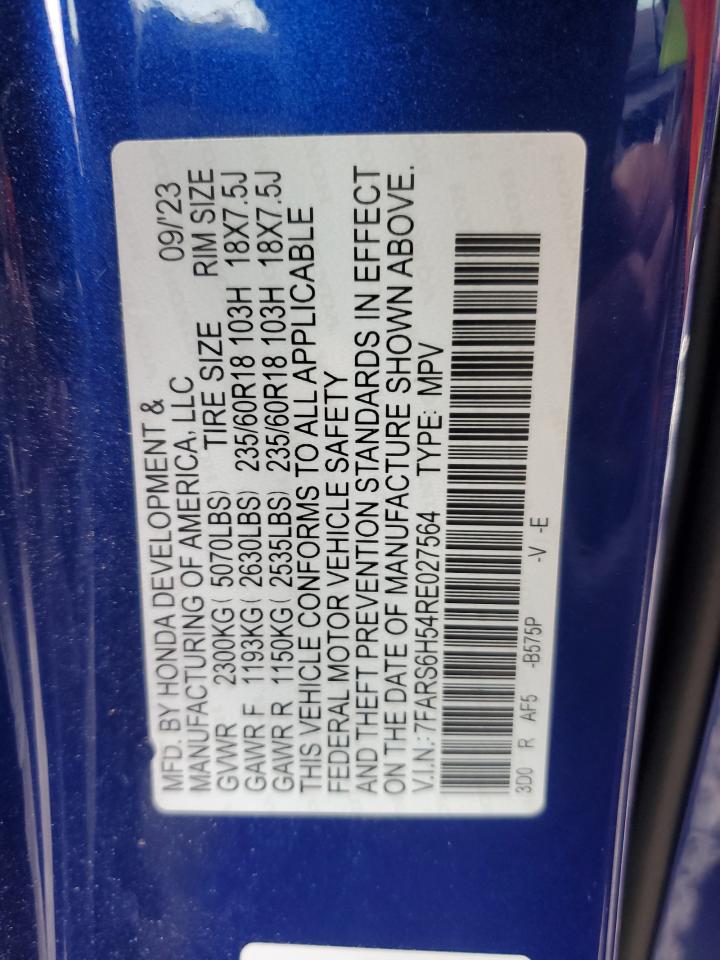 MFD. BY HONDA DEVELOPMENT & 09/'23
MANUFACTURING OF AMERICA, LLC
GVWR 2300KG ( 5070LBS) TIRE SIZE RIM SIZE
GAWR F 1193KG ( 2630LBS) 235/60R18 103H 18X7.5J
GAWR R 1150KG ( 2535LBS) 235/60R18 103H 18X7.5J
THIS VEHICLE CONFORMS TO ALL APPLICABLE
FEDERAL MOTOR VEHICLE SAFETY
AND THEFT PREVENTION STANDARDS IN EFFECT
ON THE DATE OF MANUFACTURE SHOWN ABOVE.
V.I.N.: 7FARS6H54RE027564 TYPE: MPV
3D0 R AF5 -B575P -V -E